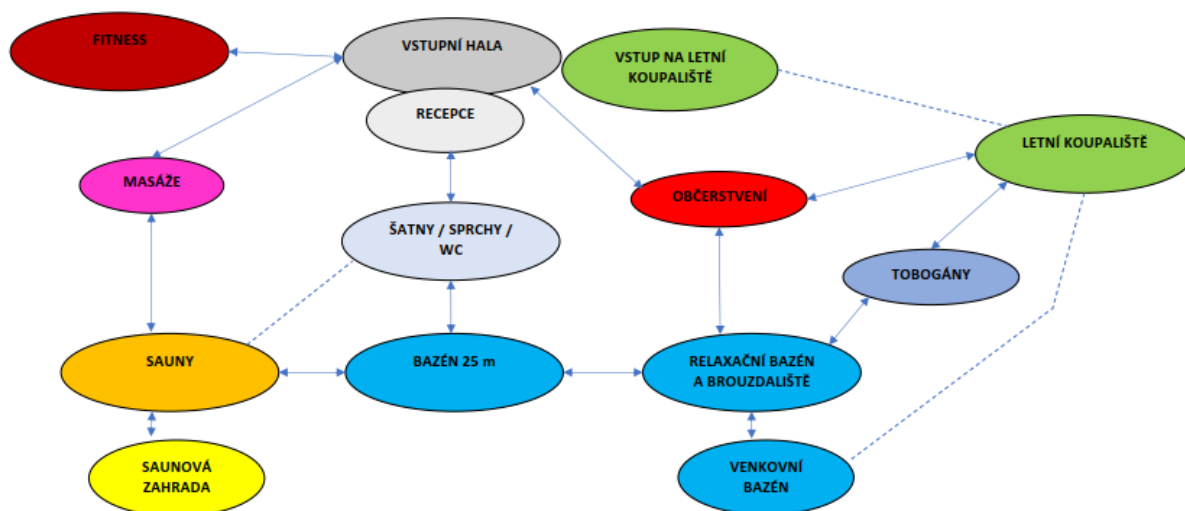 FITNESS
VSTUPNÍ HALA
VSTUP NA LETNÍ
KOUPALIŠTĚ
RECEPCE
LETNÍ KOUPALIŠTĚ
MASÁŽE
OBČERSTVENÍ
ŠATNY / SPRCHY /
WC
TOBOGÁNY
SAUNY
BAZÉN 25 m
RELAXAČNÍ BAZÉN
A BROUZDALIŠTĚ
SAUNOVÁ
ZAHRADA
VENKOVNÍ
BAZÉN